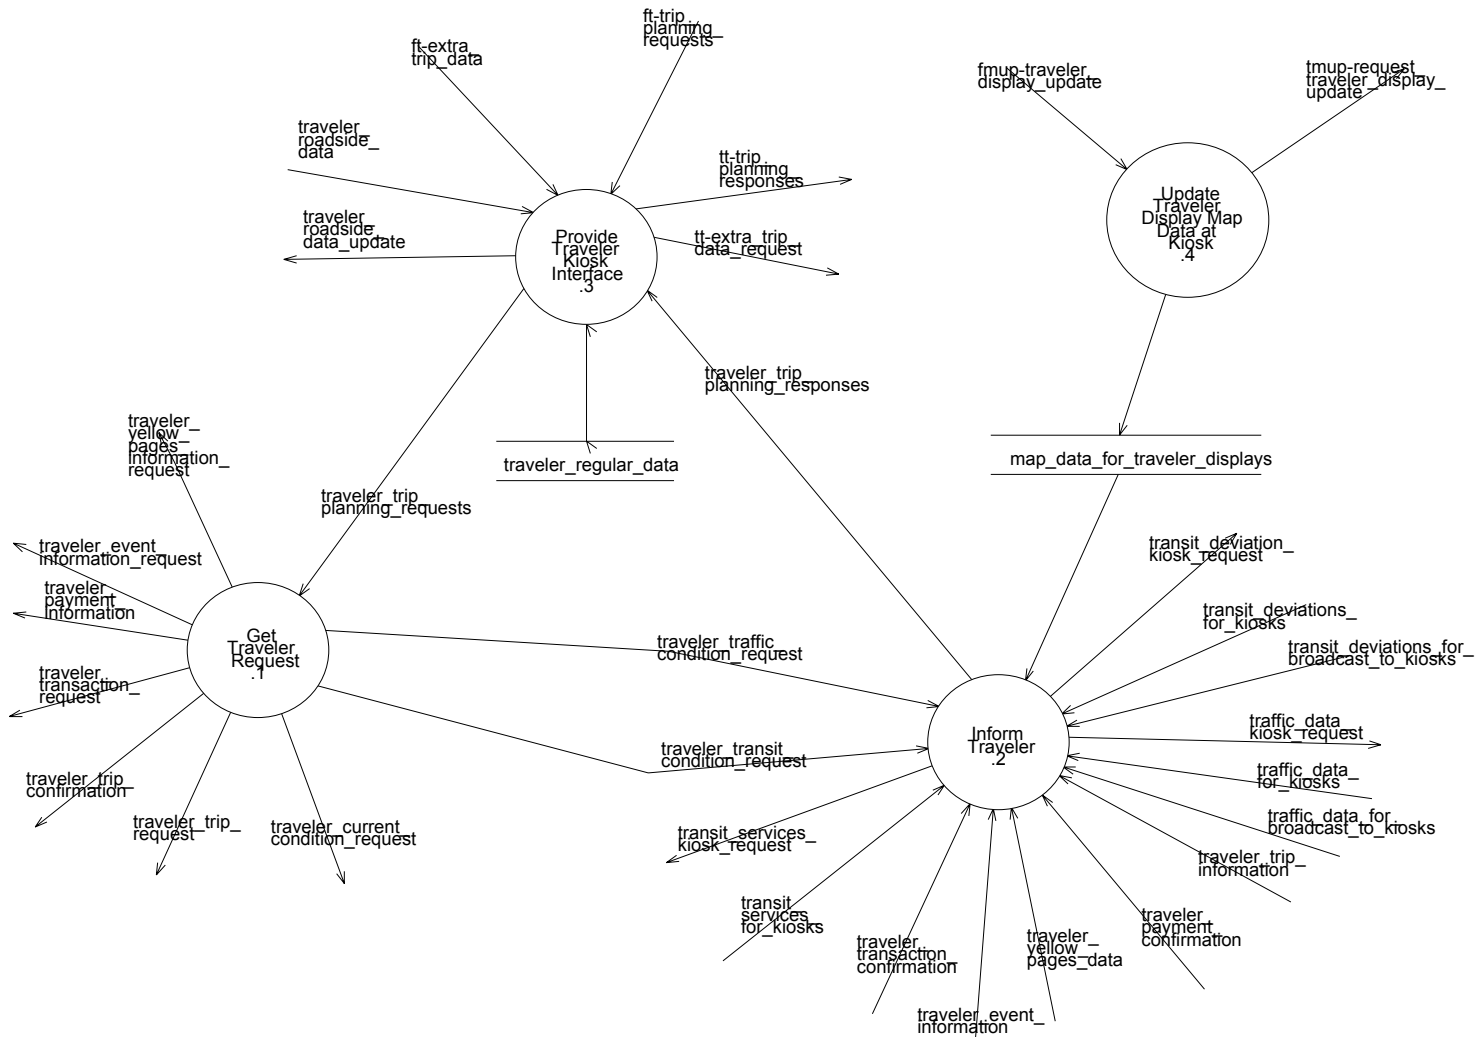 ft-trip_
planning_
requests
ft-extra_
trip_data
fmup-traveler_
display_update
tmup-request_
traveler_display_
update
traveler_
roadside_
data
tt-trip_
planning_
responses
traveler_
roadside_
data_update
Provide
Traveler
Kiosk
Interface
.3
tt-extra_trip_
data_request
Update
Traveler
Display Map
Data at
Kiosk
.4
traveler_trip_
planning_responses
traveler_
yellow_
pages_
information_
request
traveler_regular_data
map_data_for_traveler_displays
traveler_trip_
planning_requests
traveler_event_
information_request
transit_deviation_
kiosk_request
traveler_
payment_
information
transit_deviations_
for_kiosks
Get
Traveler
Request
.1
traveler_traffic_
condition_request
transit_deviations_for_
broadcast_to_kiosks
traveler_
transaction_
request
traveler_transit_
condition_request
Inform
Traveler
.2
traffic_data_
kiosk_request
traveler_trip_
confirmation
traffic_data_
for_kiosks
traveler_trip_
request
traveler_current_
condition_request
transit_services_
kiosk_request
traffic_data_for_
broadcast_to_kiosks
traveler_trip_
information
transit_
services_
for_kiosks
traveler_
transaction_
confirmation
traveler_
yellow_
pages_data
traveler_
payment_
confirmation
traveler_event_
information